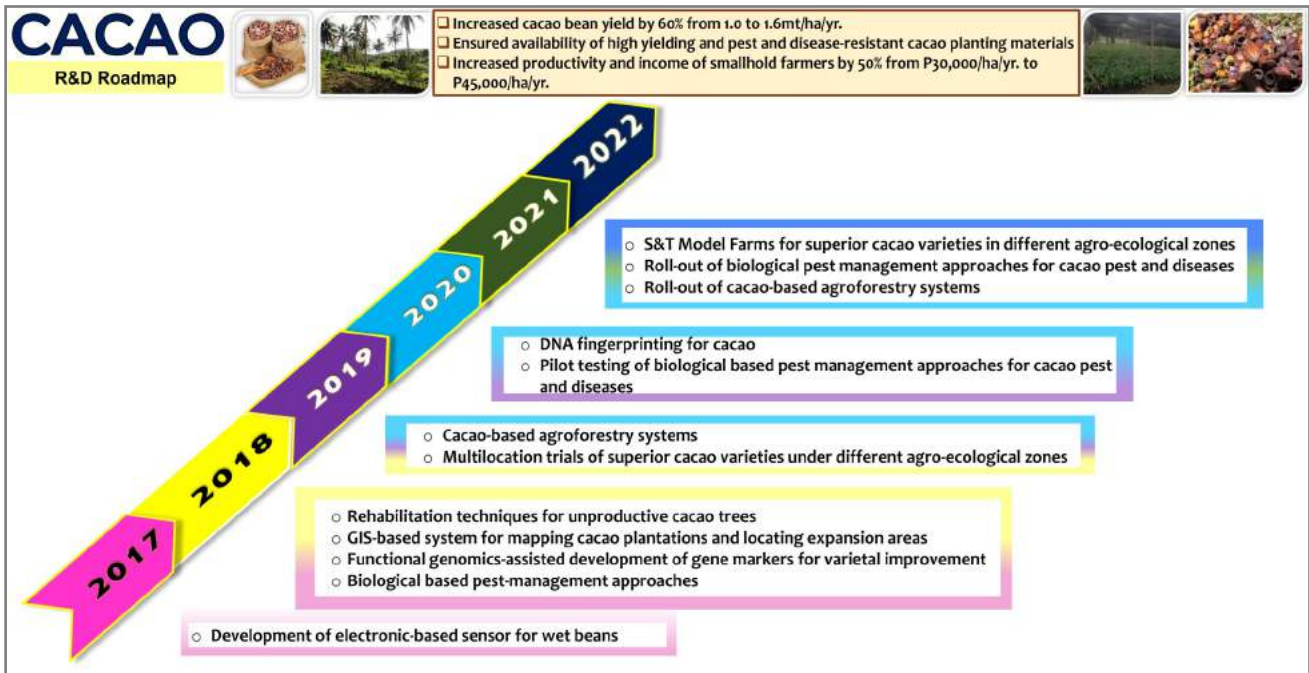 CACAO
R&D Roadmap
❑ Increased cacao bean yield by 60% from 1.0 to 1.6mt/ha/yr.
❑ Ensured availability of high yielding and pest and disease-resistant cacao planting materials
❑ Increased productivity and income of smallhold farmers by 50% from P30,000/ha/yr. to
P45,000/ha/yr.
2022
2021
2020
2019
2018
2017
○ S&T Model Farms for superior cacao varieties in different agro-ecological zones
○ Roll-out of biological pest management approaches for cacao pest and diseases
○ Roll-out of cacao-based agroforestry systems
○ DNA fingerprinting for cacao
○ Pilot testing of biological based pest management approaches for cacao pest
and diseases
○ Cacao-based agroforestry systems
○ Multilocation trials of superior cacao varieties under different agro-ecological zones
○ Rehabilitation techniques for unproductive cacao trees
○ GIS-based system for mapping cacao plantations and locating expansion areas
○ Functional genomics-assisted development of gene markers for varietal improvement
○ Biological based pest-management approaches
○ Development of electronic-based sensor for wet beans